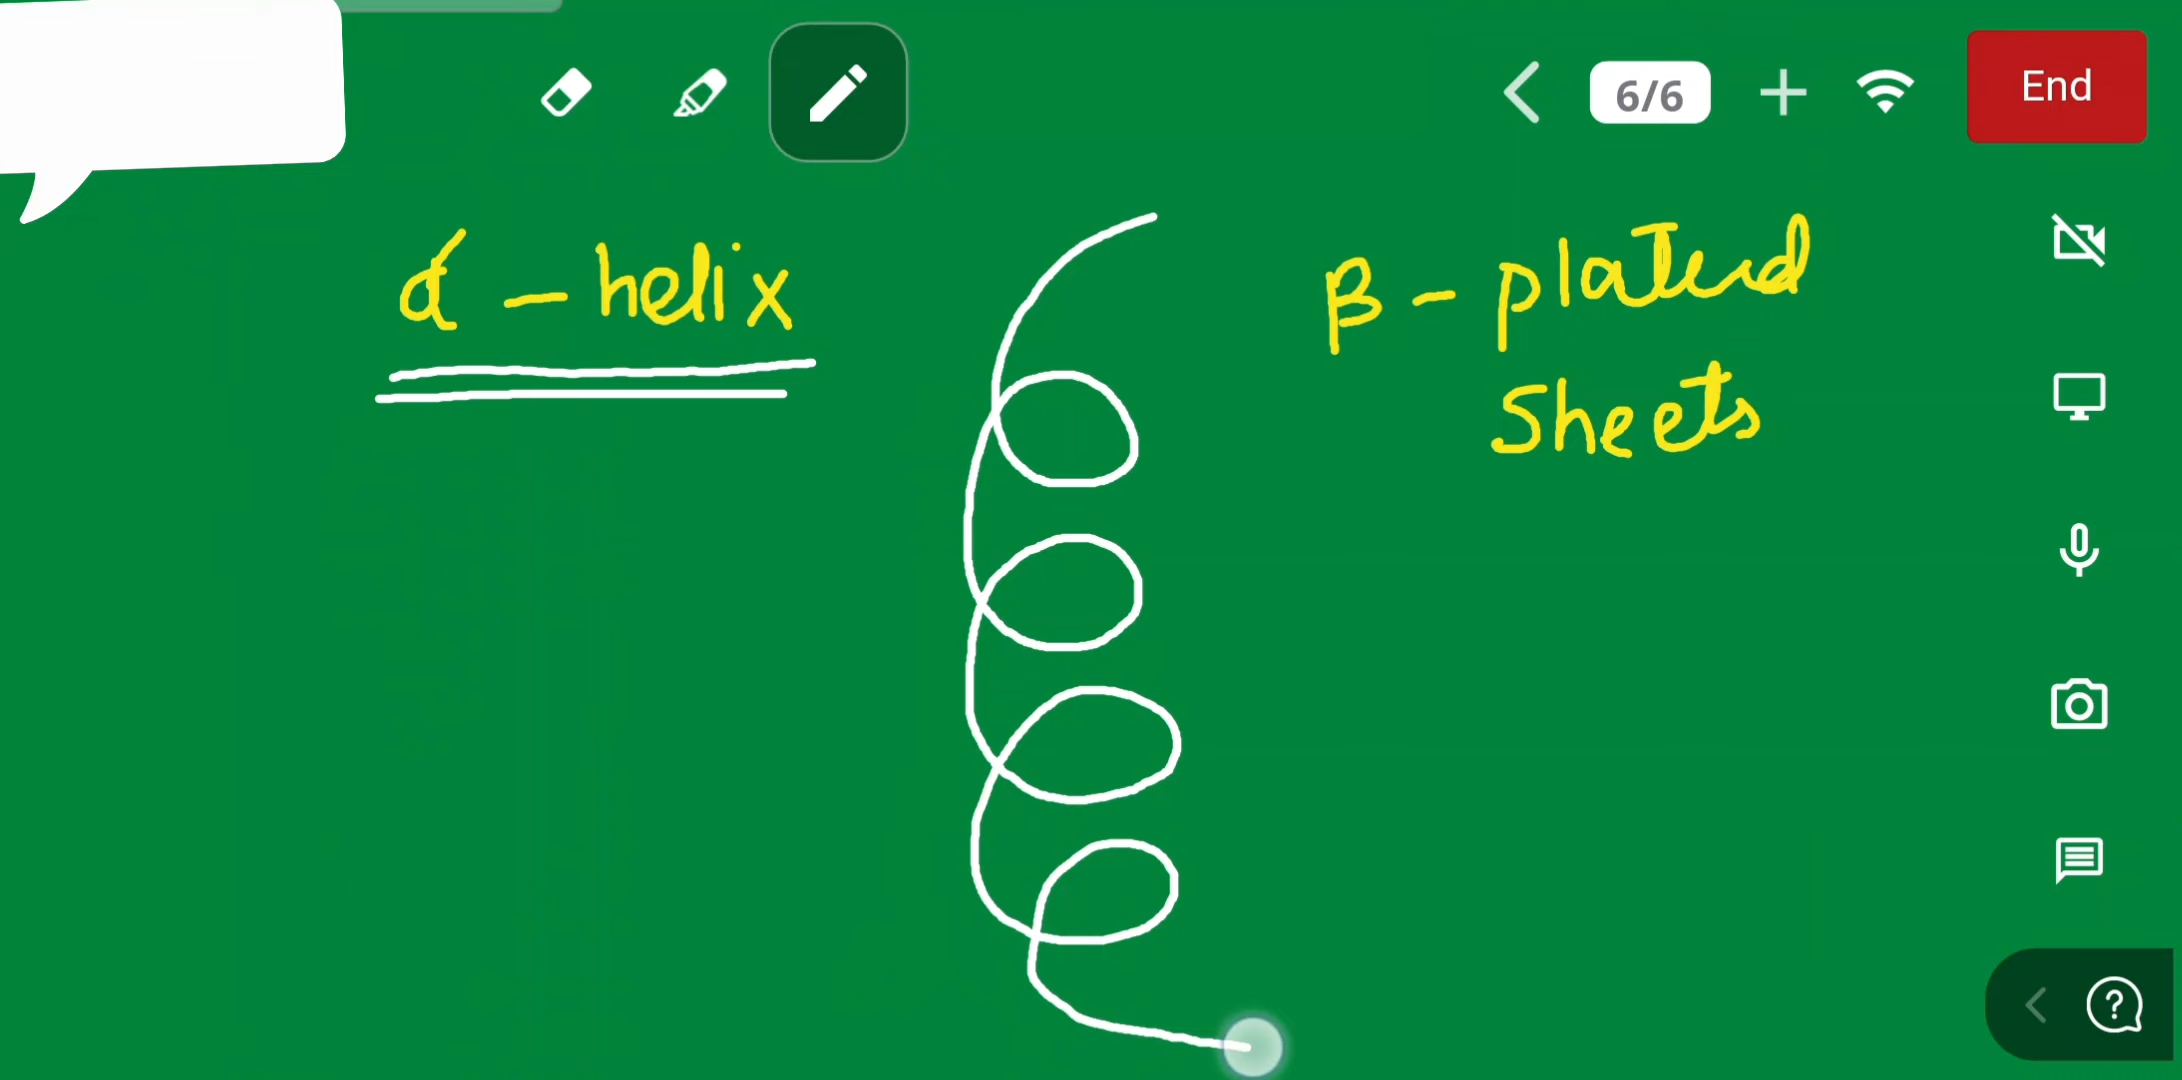 6/6
End
α - helix
β - plated
Sheets